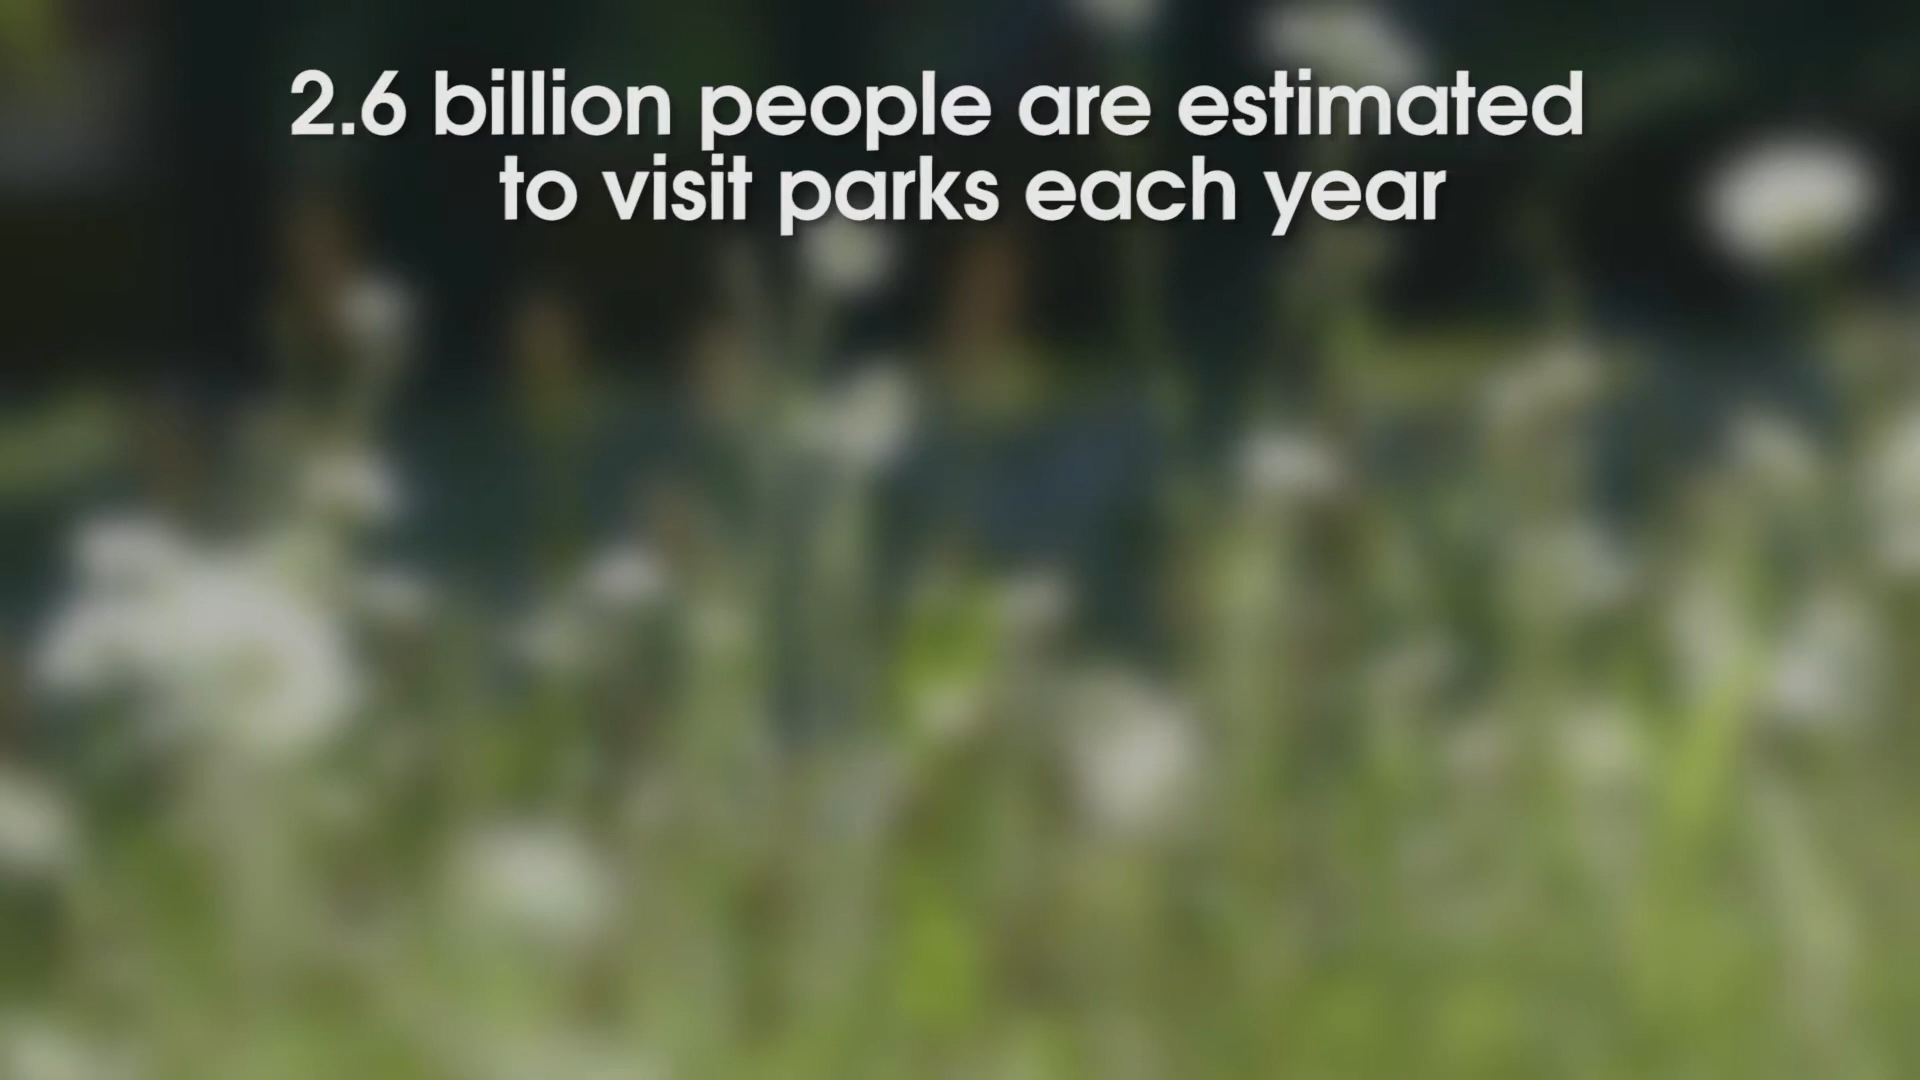 2.6 billion people are estimated
to visit parks each year